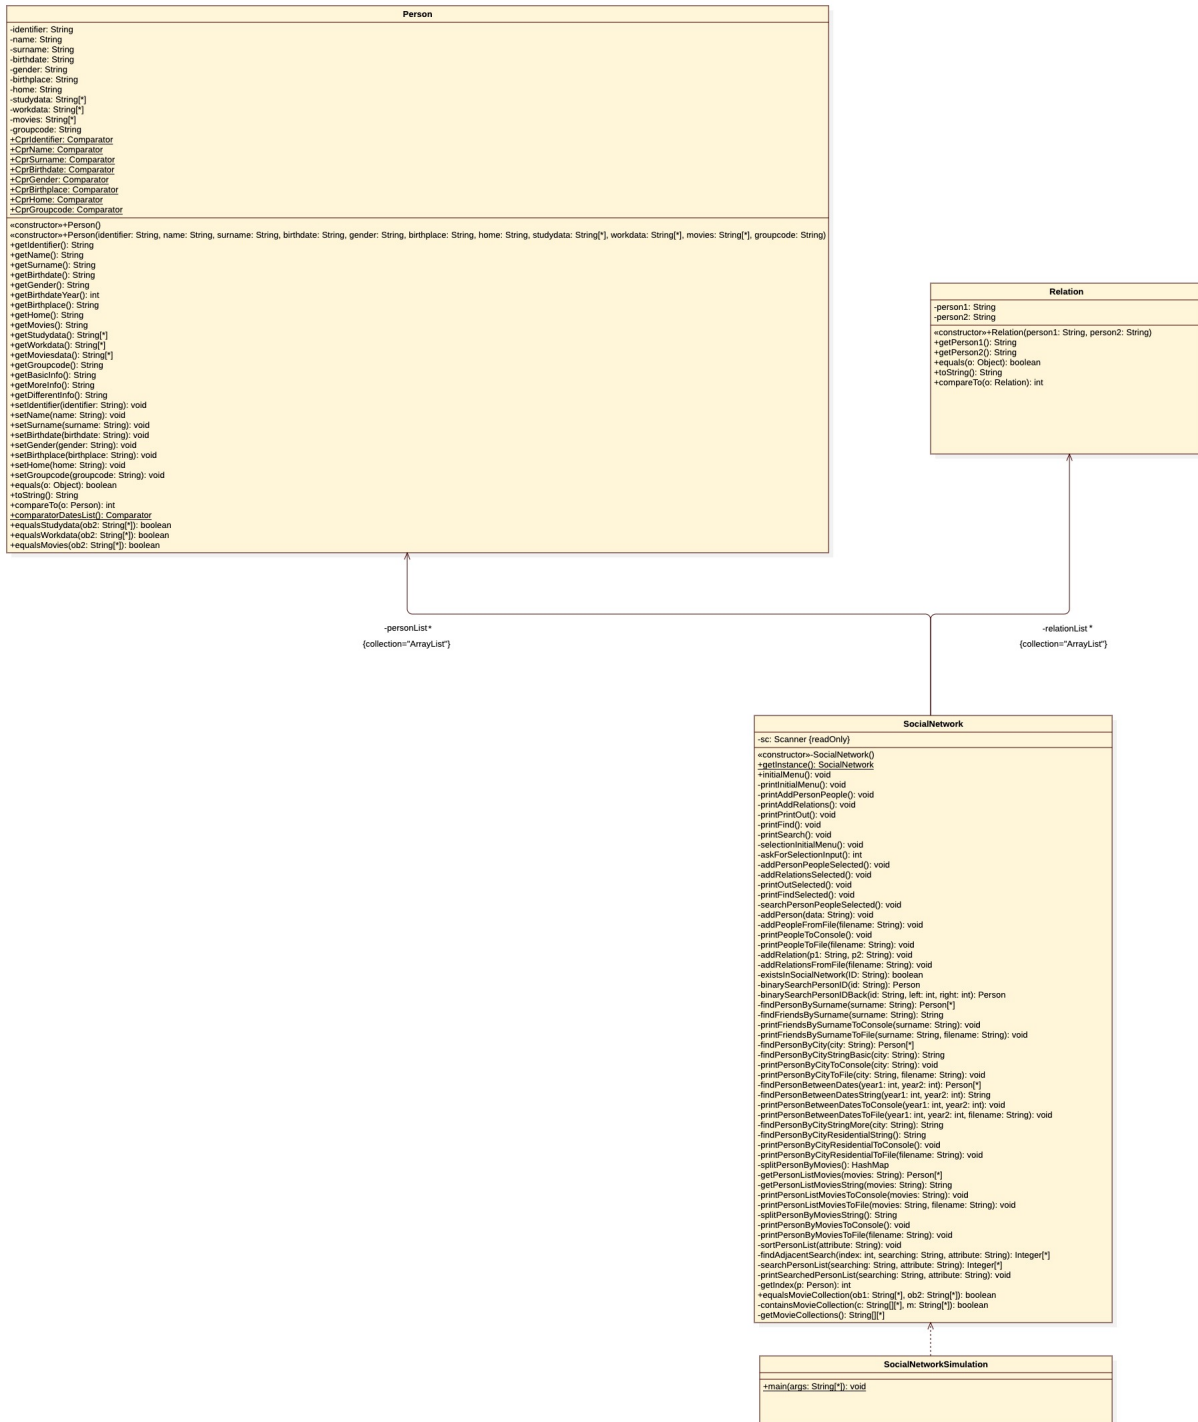 Person
-identifier: String
-name: String
-surname: String
-birthdate: String
-gender: String
-birthplace: String
-home: String
-studydata: String[*]
-workdata: String[*]
-movies: String[*]
-groupcode: String
+CprIdentifier: Comparator
+CprName: Comparator
+CprSurname: Comparator
+CprBirthdate: Comparator
+CprGender: Comparator
+CprBirthplace: Comparator
+CprHome: Comparator
+CprGroupcode: Comparator
«constructor»+Person()
«constructor»+Person(identifier: String, name: String, surname: String, birthdate: String, gender: String, birthplace: String, home: String, studydata: String[*], workdata: String[*], movies: String[*], groupcode: String)
+getIdentifier(): String
+getName(): String
+getSurname(): String
+getBirthdate(): String
+getGender(): String
+getBirthdateYear(): int
+getBirthplace(): String
+getHome(): String
+getMovies(): String
+getStudydata(): String[*]
+getWorkdata(): String[*]
+getMoviesdata(): String[*]
+getGroupcode(): String
+getBasicInfo(): String
+getMoreInfo(): String
+getDifferentInfo(): String
+setIdentifier(identifier: String): void
+setName(name: String): void
+setSurname(surname: String): void
+setBirthdate(birthdate: String): void
+setGender(gender: String): void
+setBirthplace(birthplace: String): void
+setHome(home: String): void
+setGroupcode(groupcode: String): void
+equals(o: Object): boolean
+toString(): String
+compareTo(o: Person): int
+comparatorDatesList(): Comparator
+equalsStudydata(ob2: String[*]): boolean
+equalsWorkdata(ob2: String[*]): boolean
+equalsMovies(ob2: String[*]): boolean
Relation
-person1: String
-person2: String
«constructor»+Relation(person1: String, person2: String)
+getPerson1(): String
+getPerson2(): String
+equals(o: Object): boolean
+toString(): String
+compareTo(o: Relation): int
-personList *
{collection="ArrayList"}
-relationList *
{collection="ArrayList"}
SocialNetwork
-sc: Scanner {readOnly}
«constructor»-SocialNetwork()
+getInstance(): SocialNetwork
+initialMenu(): void
-printInitialMenu(): void
-printAddPersonPeople(): void
-printAddRelations(): void
-printPrintOut(): void
-printFind(): void
-printSearch(): void
-selectionInitialMenu(): void
-askForSelectionInput(): int
-addPersonPeopleSelected(): void
-addRelationsSelected(): void
-printOutSelected(): void
-printFindSelected(): void
-searchPersonPeopleSelected(): void
-addPerson(data: String): void
-addPeopleFromFile(filename: String): void
-printPeopleToConsole(): void
-printPeopleToFile(filename: String): void
-addRelation(p1: String, p2: String): void
-addRelationsFromFile(filename: String): void
-existsInSocialNetwork(ID: String): boolean
-binarySearchPersonID(id: String): Person
-binarySearchPersonIDBack(id: String, left: int, right: int): Person
-findPersonBySurname(surname: String): Person[*]
-findFriendsBySurname(surname: String): String
-printFriendsBySurnameToConsole(surname: String): void
-printFriendsBySurnameToFile(surname: String, filename: String): void
-findPersonByCity(city: String): Person[*]
-findPersonByCityStringBasic(city: String): String
-printPersonByCityToConsole(city: String): void
-printPersonByCityToFile(city: String, filename: String): void
-findPersonBetweenDates(year1: int, year2: int): Person[*]
-findPersonBetweenDatesString(year1: int, year2: int): String
-printPersonBetweenDatesToConsole(year1: int, year2: int): void
-printPersonBetweenDatesToFile(year1: int, year2: int, filename: String): void
-findPersonByCityStringMore(city: String): String
-findPersonByCityResidentialString(): String
-printPersonByCityResidentialToConsole(): void
-printPersonByCityResidentialToFile(filename: String): void
-splitPersonByMovies(): HashMap
-getPersonListMovies(movies: String): Person[*]
-getPersonListMoviesString(movies: String): String
-printPersonListMoviesToConsole(movies: String): void
-printPersonListMoviesToFile(movies: String, filename: String): void
-splitPersonByMoviesString(): String
-printPersonByMoviesToConsole(): void
-printPersonByMoviesToFile(filename: String): void
-sortPersonList(attribute: String): void
-findAdjacentSearch(index: int, searching: String, attribute: String): Integer[*]
-searchPersonList(searching: String, attribute: String): Integer[*]
-printSearchedPersonList(searching: String, attribute: String): void
-getIndex(p: Person): int
+equalsMovieCollection(ob1: String[*], ob2: String[*]): boolean
-containsMovieCollection(c: String[][*], m: String[*]): boolean
-getMovieCollections(): String[][*]
SocialNetworkSimulation
+main(args: String[*]): void